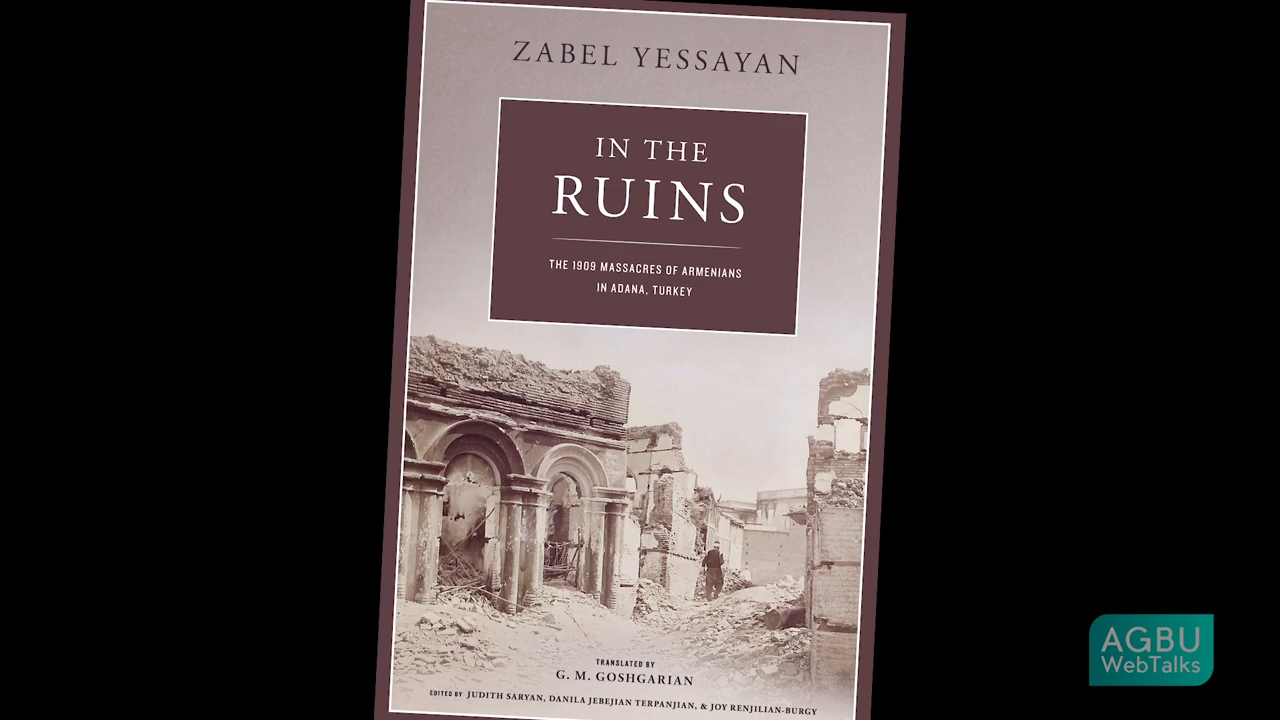 ZABEL YESSAYAN
IN THE
RUINS
THE 1909 MASSACRES OF ARMENIANS
IN ADANA, TURKEY
TRANSLATED BY
G. M. GOSHGARIAN
EDITED BY JUDITH SARYAN, DANILA JEBEJIAN TERPANJIAN, & JOY RENJILIAN-BURGY
AGBU
WebTalks